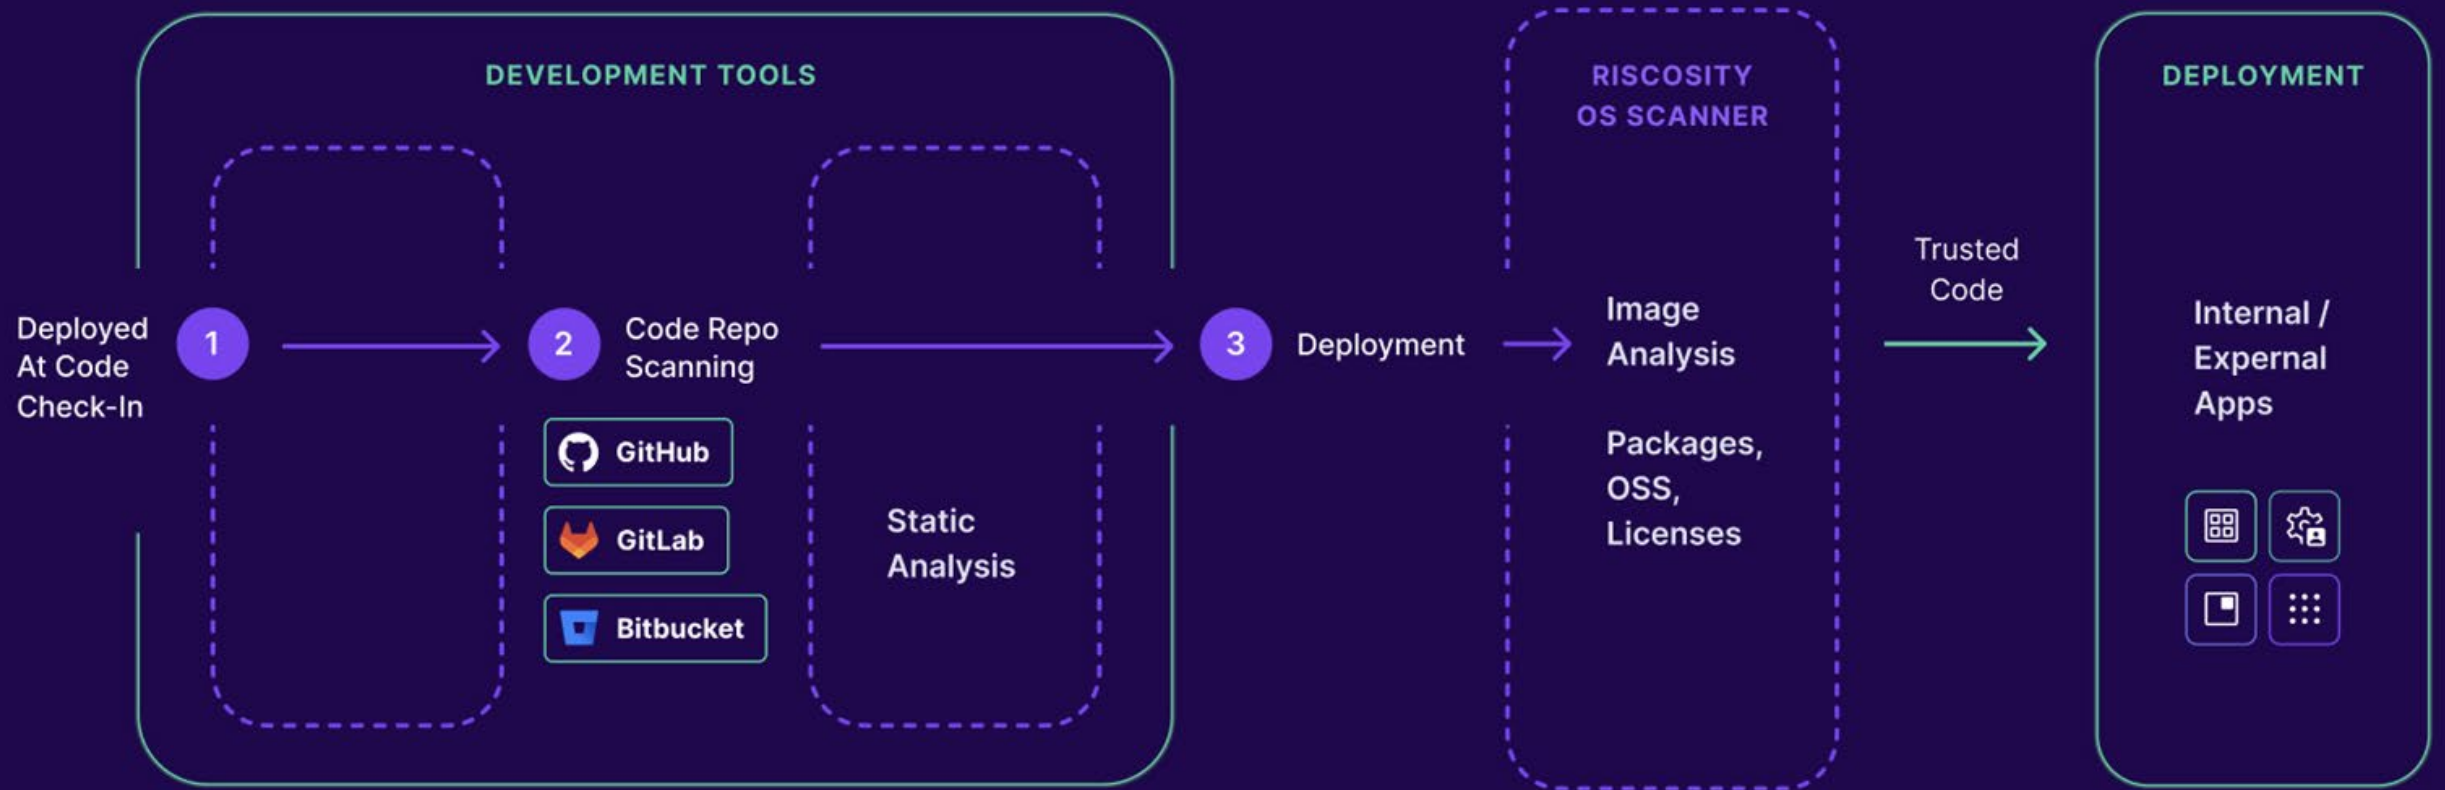 DEVELOPMENT TOOLS
Deployed
At Code
Check-In
1
2
Code Repo
Scanning
GitHub
GitLab
Bitbucket
Static
Analysis
3
Deployment
RISCOSITY
OS SCANNER
Image
Analysis
Packages,
OSS,
Licenses
Trusted
Code
DEPLOYMENT
Internal /
Expernal
Apps